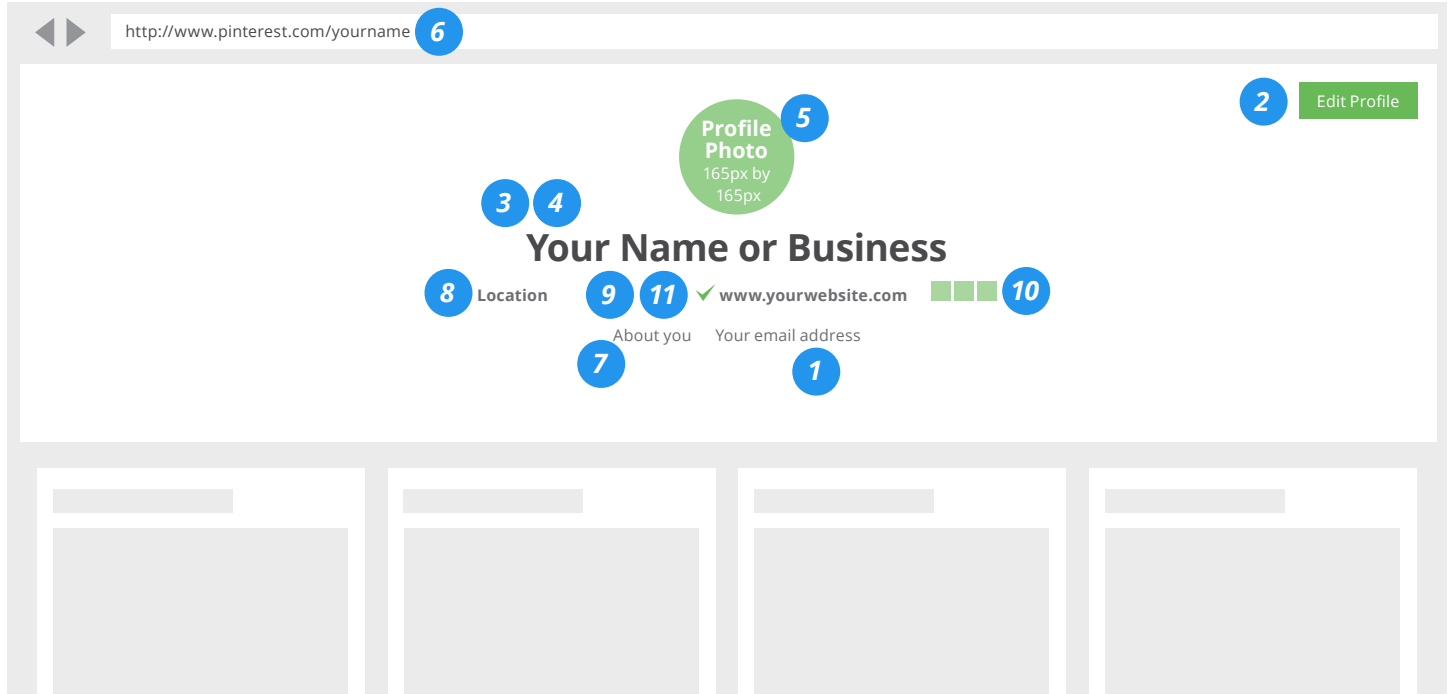 http://www.pinterest.com/yourname 6
2 Edit Profile
Profile 5
Photo
165px by
165px
3 4
Your Name or Business
8 Location 9 11 www.yourwebsite.com 10
About you Your email address
7 1